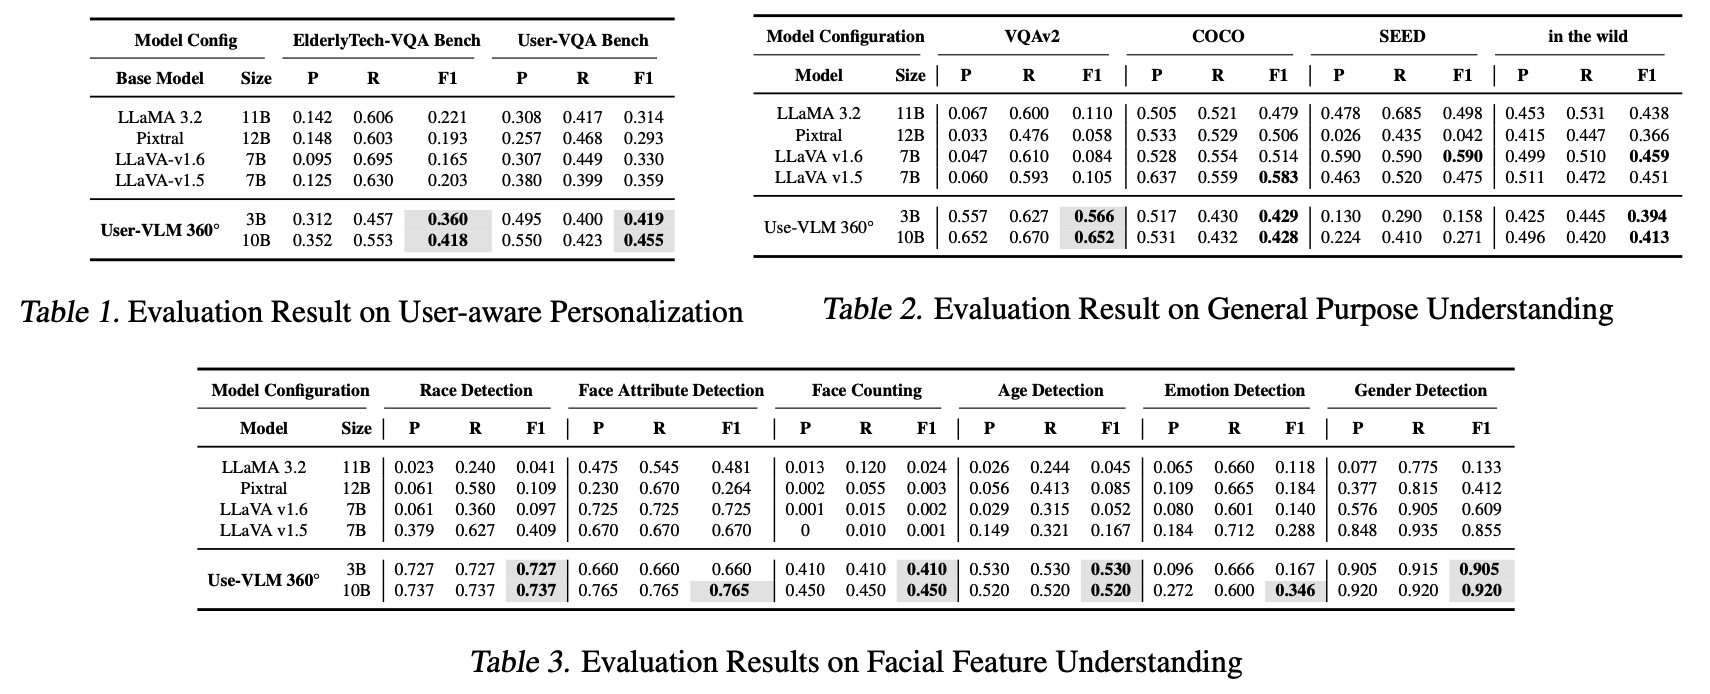 Model Config ElderlyTech-VQA Bench User-VQA Bench
Base Model Size P R F1 P R F1
LLaMA 3.2 11B 0.142 0.606 0.221 0.308 0.417 0.314
Pixtral 12B 0.148 0.603 0.193 0.257 0.468 0.293
LLaVA-v1.6 7B 0.095 0.695 0.165 0.307 0.449 0.330
LLaVA-v1.5 7B 0.125 0.630 0.203 0.380 0.399 0.359
User-VLM 360° 3B 0.312 0.457 0.360 0.495 0.400 0.419
10B 0.352 0.553 0.418 0.550 0.423 0.455
Table 1. Evaluation Result on User-aware Personalization
Model Configuration VQAv2 COCO SEED in the wild
Model Size P R F1 P R F1 P R F1 P R F1
LLaMA 3.2 11B 0.067 0.600 0.110 0.505 0.521 0.479 0.478 0.685 0.498 0.453 0.531 0.438
Pixtral 12B 0.033 0.476 0.058 0.533 0.529 0.506 0.026 0.435 0.042 0.415 0.447 0.366
LLaVA v1.6 7B 0.047 0.610 0.084 0.528 0.554 0.514 0.590 0.590 0.590 0.499 0.510 0.459
LLaVA v1.5 7B 0.060 0.593 0.105 0.637 0.559 0.583 0.463 0.520 0.475 0.511 0.472 0.451
Use-VLM 360° 3B 0.557 0.627 0.566 0.517 0.430 0.429 0.130 0.290 0.158 0.425 0.445 0.394
10B 0.652 0.670 0.652 0.531 0.432 0.428 0.224 0.410 0.271 0.496 0.420 0.413
Table 2. Evaluation Result on General Purpose Understanding
Model Configuration Race Detection Face Attribute Detection Face Counting Age Detection Emotion Detection Gender Detection
Model Size P R F1 P R F1 P R F1 P R F1 P R F1 P R F1
LLaMA 3.2 11B 0.023 0.240 0.041 0.475 0.545 0.481 0.013 0.120 0.024 0.026 0.244 0.045 0.065 0.660 0.118 0.077 0.775 0.133
Pixtral 12B 0.061 0.580 0.109 0.230 0.670 0.264 0.002 0.055 0.003 0.056 0.413 0.085 0.109 0.665 0.184 0.377 0.815 0.412
LLaVA v1.6 7B 0.061 0.360 0.097 0.725 0.725 0.725 0.001 0.015 0.002 0.029 0.315 0.052 0.080 0.601 0.140 0.576 0.905 0.609
LLaVA v1.5 7B 0.379 0.627 0.409 0.670 0.670 0.670 0 0.010 0.001 0.149 0.321 0.167 0.184 0.712 0.288 0.848 0.935 0.855
Use-VLM 360° 3B 0.727 0.727 0.727 0.660 0.660 0.660 0.410 0.410 0.410 0.530 0.530 0.530 0.096 0.666 0.167 0.905 0.915 0.905
10B 0.737 0.737 0.737 0.765 0.765 0.765 0.450 0.450 0.450 0.520 0.520 0.520 0.272 0.600 0.346 0.920 0.920 0.920
Table 3. Evaluation Results on Facial Feature Understanding